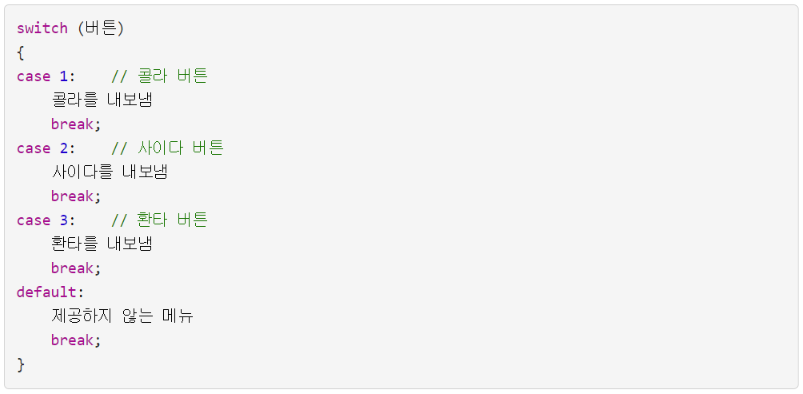 switch (버튼)
{
case 1:    // 콜라 버튼
    콜라를 내보냄
    break;
case 2:    // 사이다 버튼
    사이다를 내보냄
    break;
case 3:    // 환타 버튼
    환타를 내보냄
    break;
default:
    제공하지 않는 메뉴
    break;
}